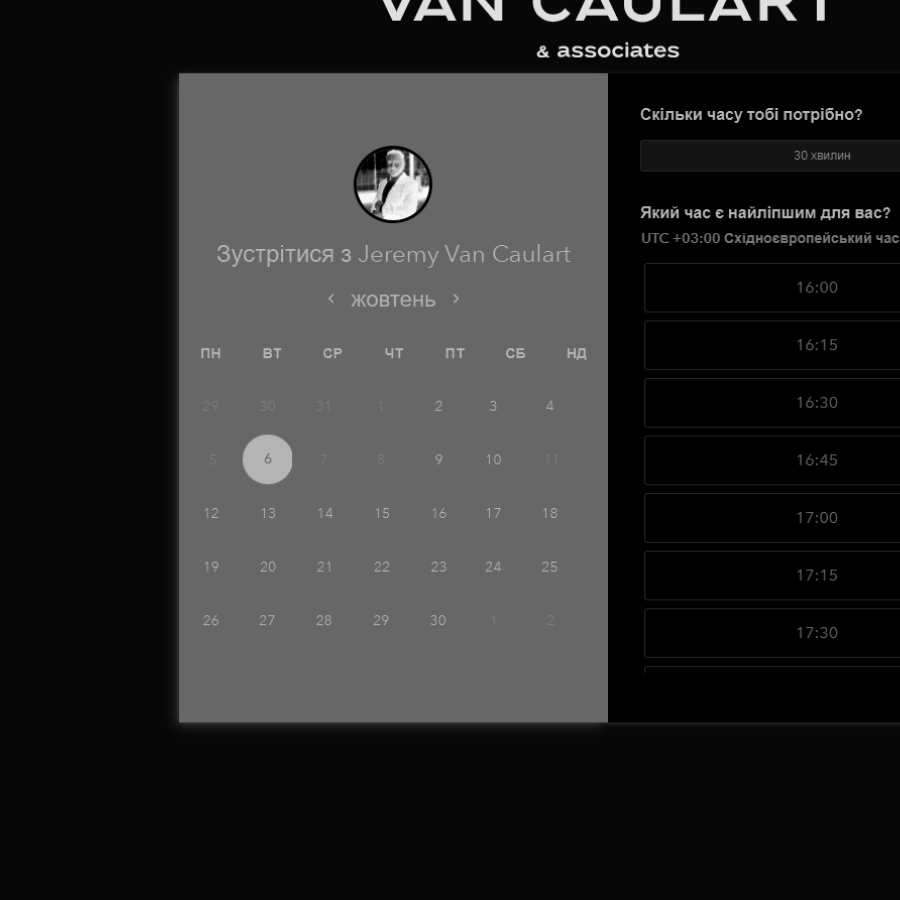 VAN CAULART
& associates
Зустрітися з Jeremy Van Caulart
жовтень
ПН ВТ СР ЧТ ПТ СБ НД
29 30 31 1 2 3 4
5 6 7 8 9 10 11
12 13 14 15 16 17 18
19 20 21 22 23 24 25
26 27 28 29 30 1 2
Скільки часу тобі потрібно?
30 хвилин
Який час є найліпшим для вас?
UTC +03:00 Східноєвропейський час
16:00
16:15
16:30
16:45
17:00
17:15
17:30